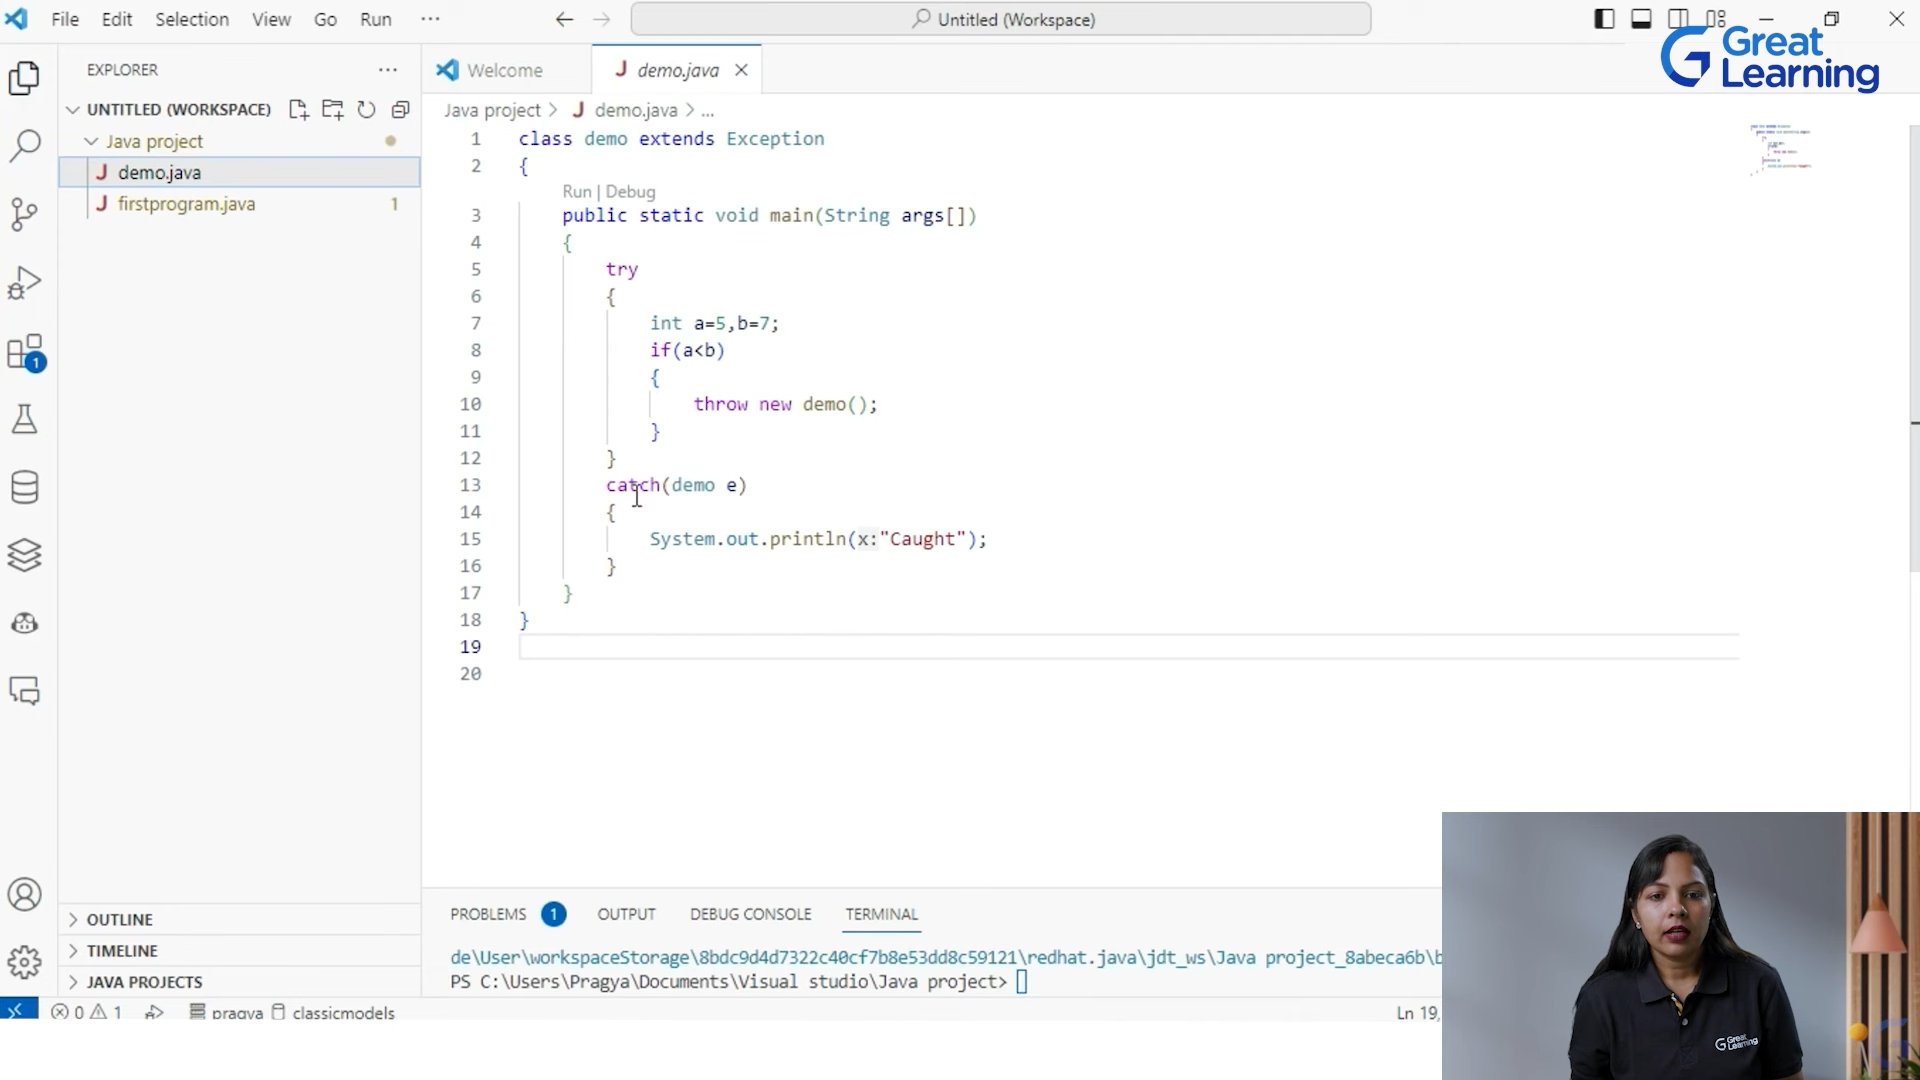 File Edit Selection View Go Run ...
Untitled (Workspace)
Great
Learning
EXPLORER
Welcome
demo.java
UNTITLED (WORKSPACE)
Java project > demo.java > ...
Java project
demo.java
firstprogram.java 1
1
1 class demo extends Exception
2 {
Run | Debug
3 public static void main(String args[])
4 {
5 try
6 {
7 int a=5,b=7;
8 if(a<b)
9 {
10 throw new demo();
11 }
12 }
13 catch(demo e)
14 {
15 System.out.println(x:"Caught");
16 }
17 }
18 }
19
20
OUTLINE
TIMELINE
JAVA PROJECTS
PROBLEMS 1 OUTPUT DEBUG CONSOLE TERMINAL
de\User\workspaceStorage\8bdc9d4d7322c40cf7b8e53dd8c59121\redhat.java\jdt_ws\Java project_8abeca6b\b
PS C:\Users\Pragya\Documents\Visual studio\Java project>
0 1 pragya classicmodels
Ln 19,
Great
Learning